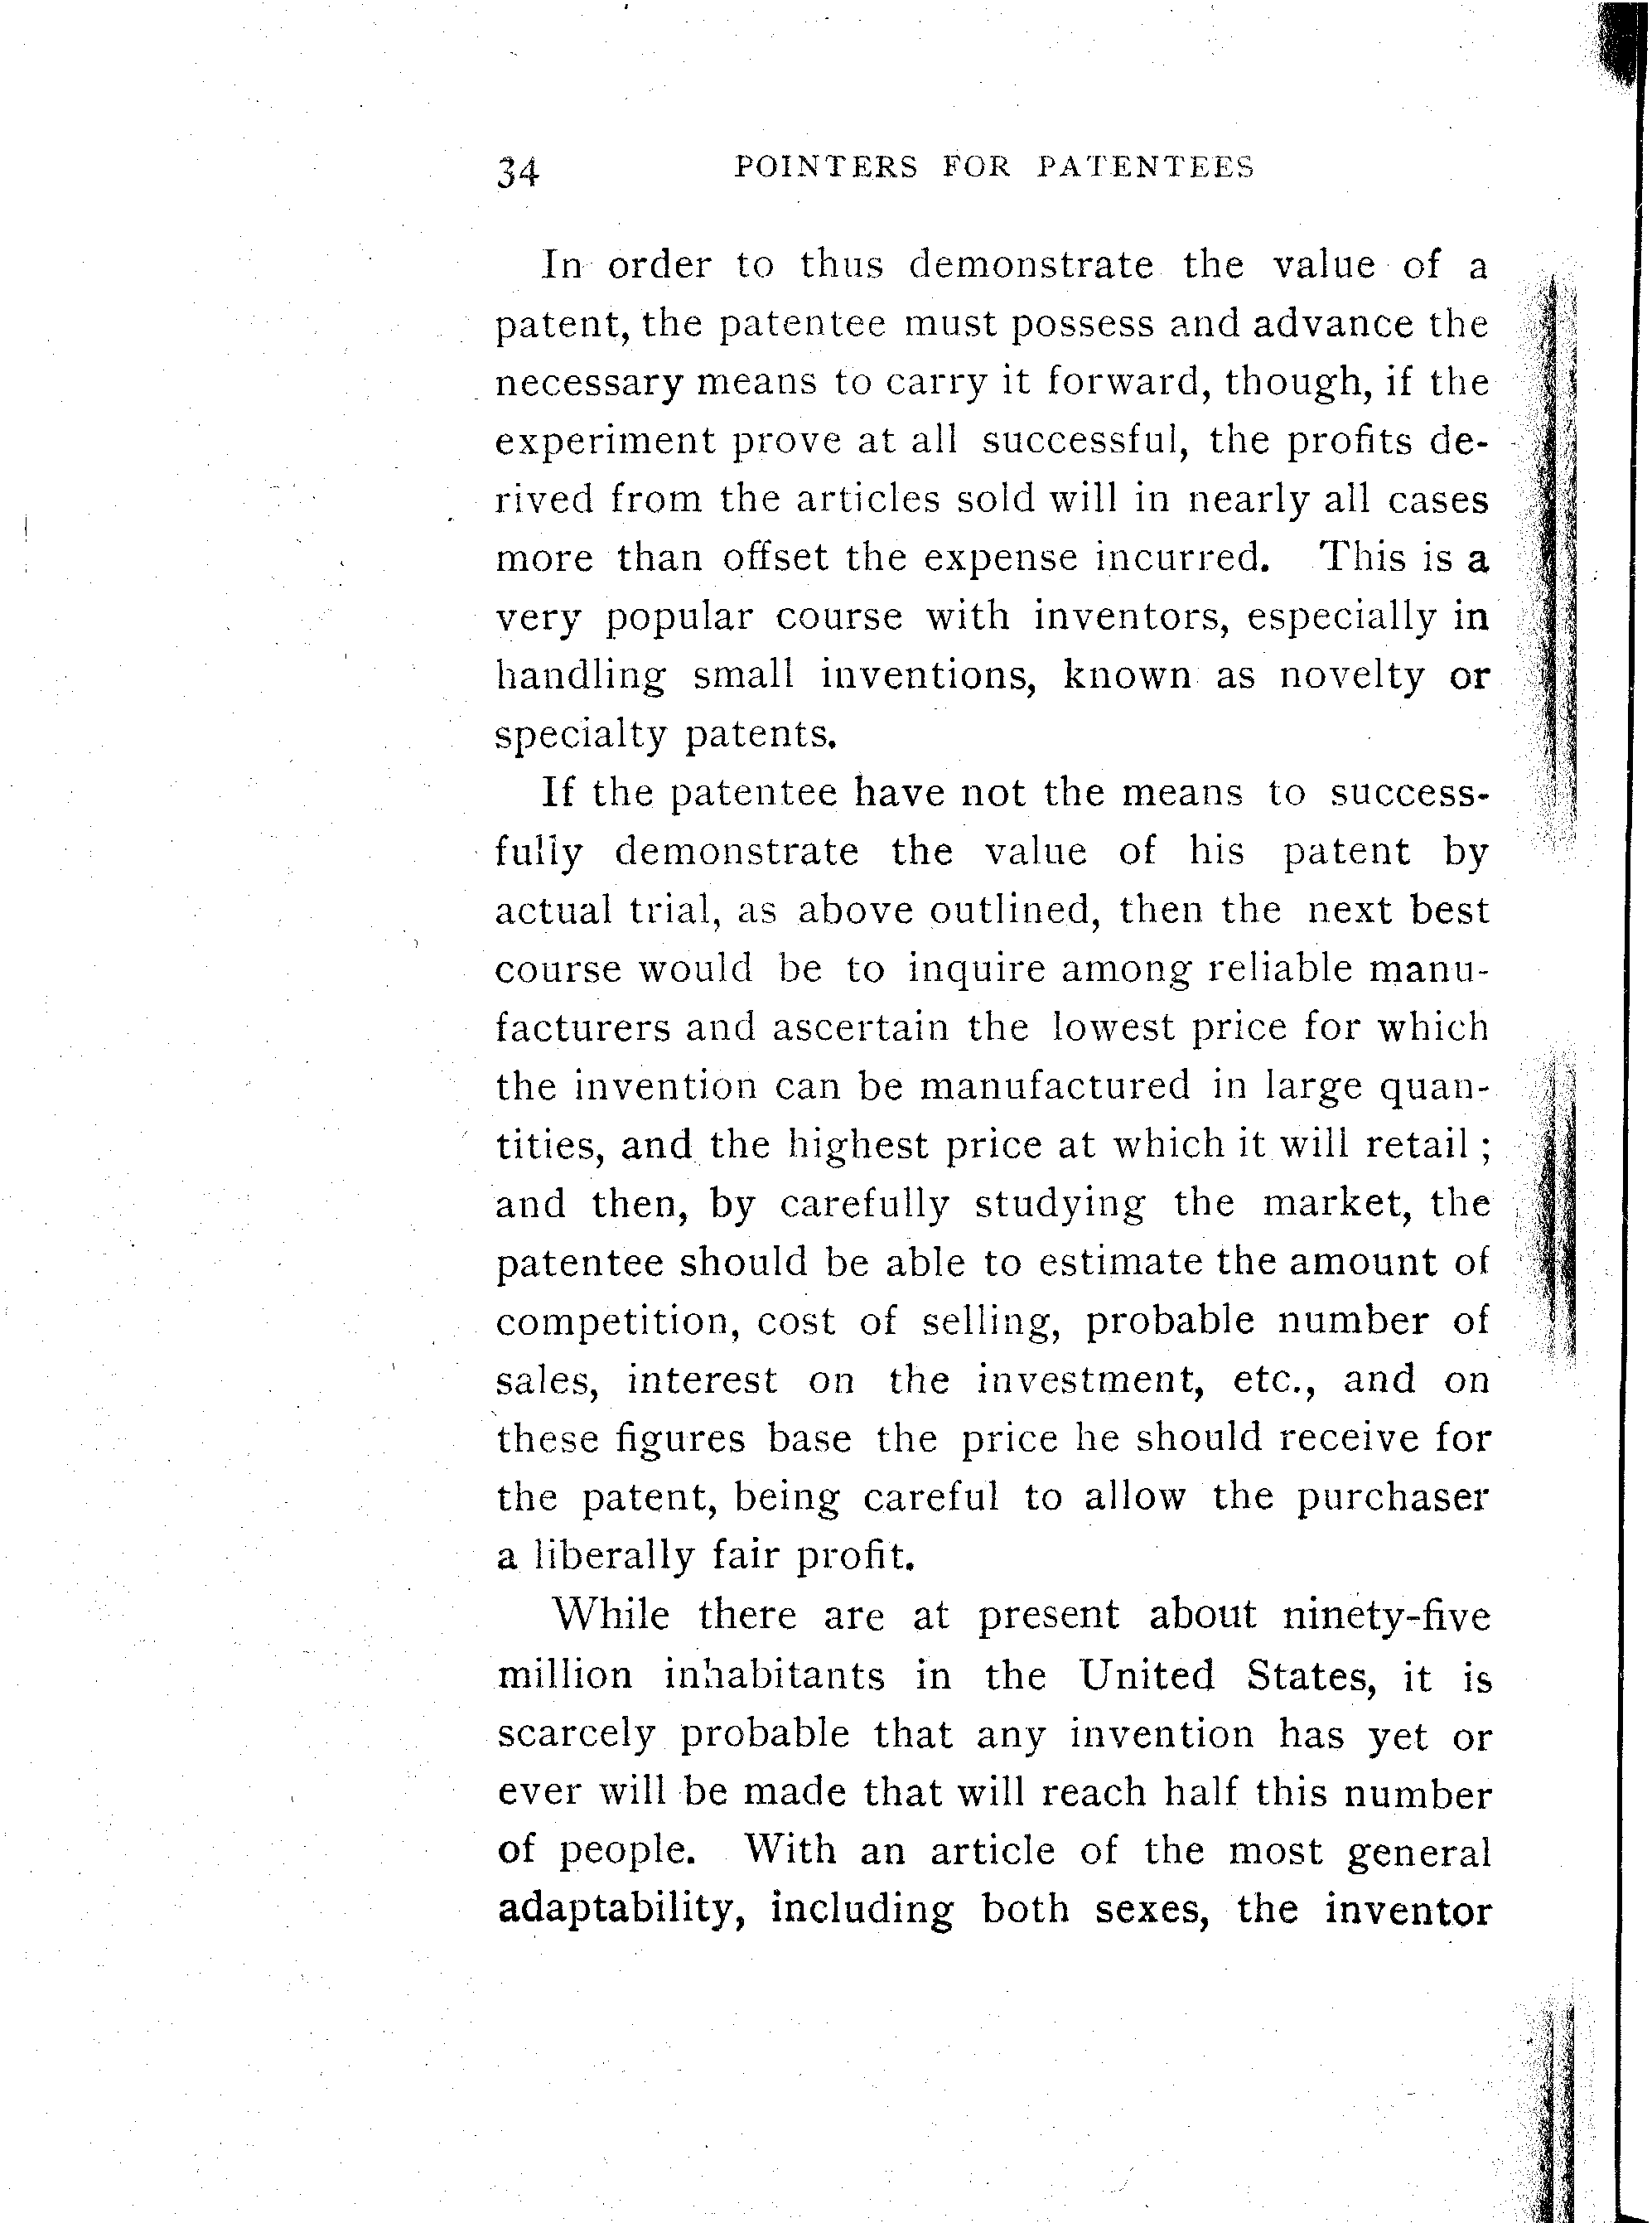 34 POINTERS FOR PATENTEES
In order to thus demonstrate the value of a
patent, the patentee must possess and advance the
necessary means to carry it forward, though, if the
experiment prove at all successful, the profits de-
rived from the articles sold will in nearly all cases
more than offset the expense incurred. This is a
very popular course with inventors, especially in
handling small inventions, known as novelty or
specialty patents.
If the patentee have not the means to success-
fully demonstrate the value of his patent by
actual trial, as above outlined, then the next best
course would be to inquire among reliable manu-
facturers and ascertain the lowest price for which
the invention can be manufactured in large quan-
tities, and the highest price at which it will retail ;
and then, by carefully studying the market, the
patentee should be able to estimate the amount of
competition, cost of selling, probable number of
sales, interest on the investment, etc., and on
these figures base the price he should receive for
the patent, being careful to allow the purchaser
a liberally fair profit.
While there are at present about ninety-five
million inhabitants in the United States, it is
scarcely probable that any invention has yet or
ever will be made that will reach half this number
of people. With an article of the most general
adaptability, including both sexes, the inventor